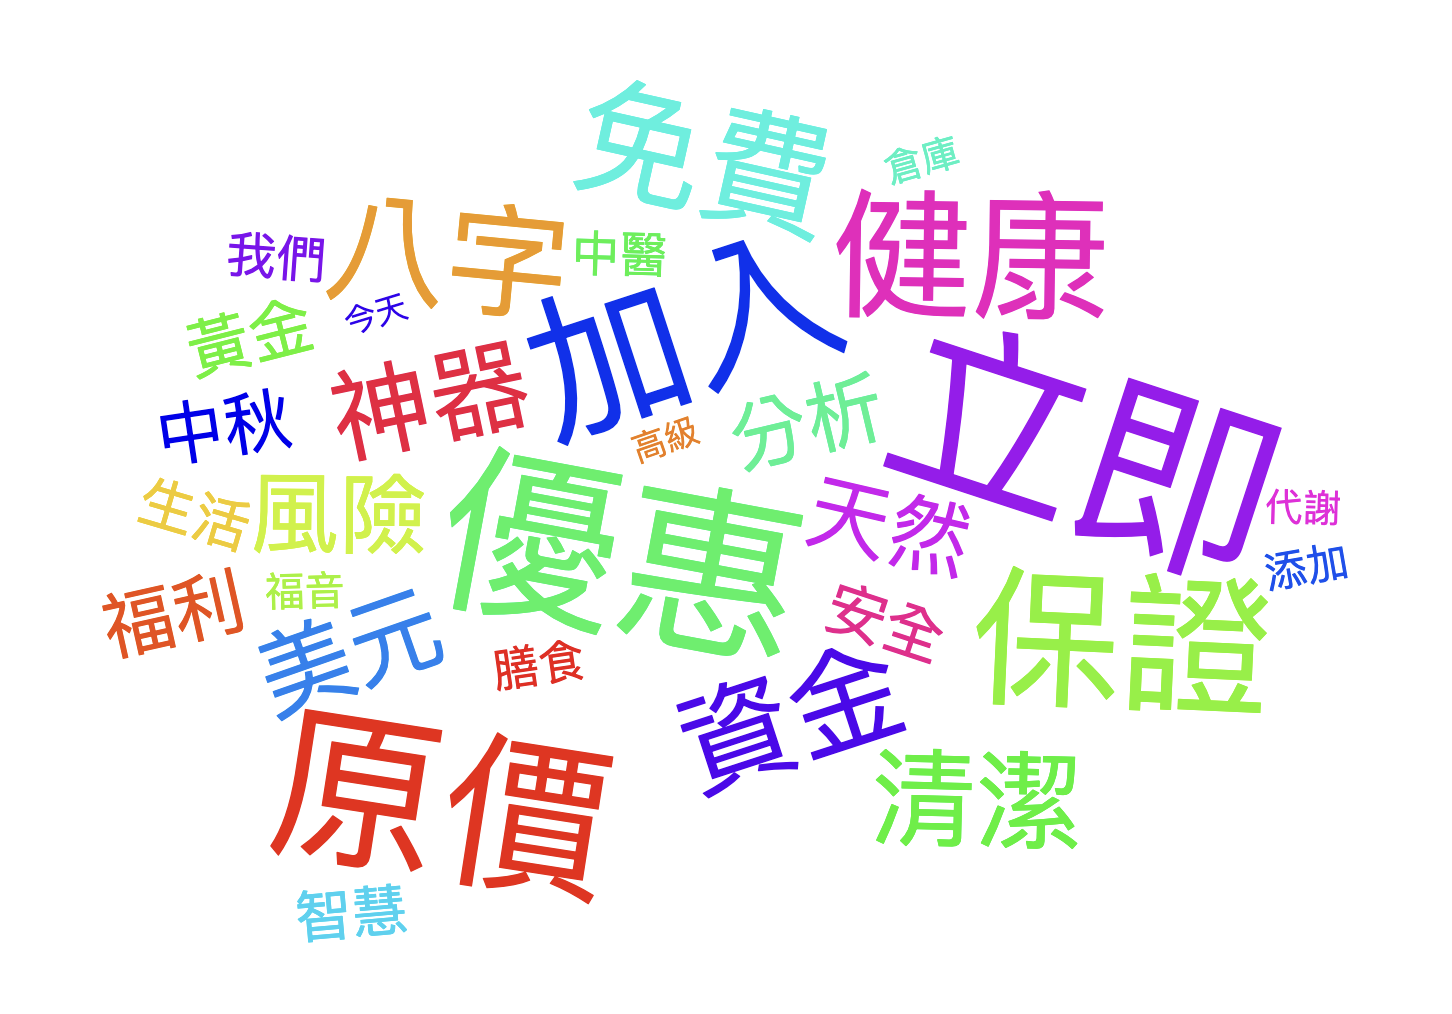 免費
倉庫
健康
八字
中醫
我們
加入
今天
黃金
神器
立即
中秋
分析
高級
優惠
風險
生活
天然
代謝
添加
福利
福音
美元
安全
保證
膳食
資金
原價
清潔
智慧